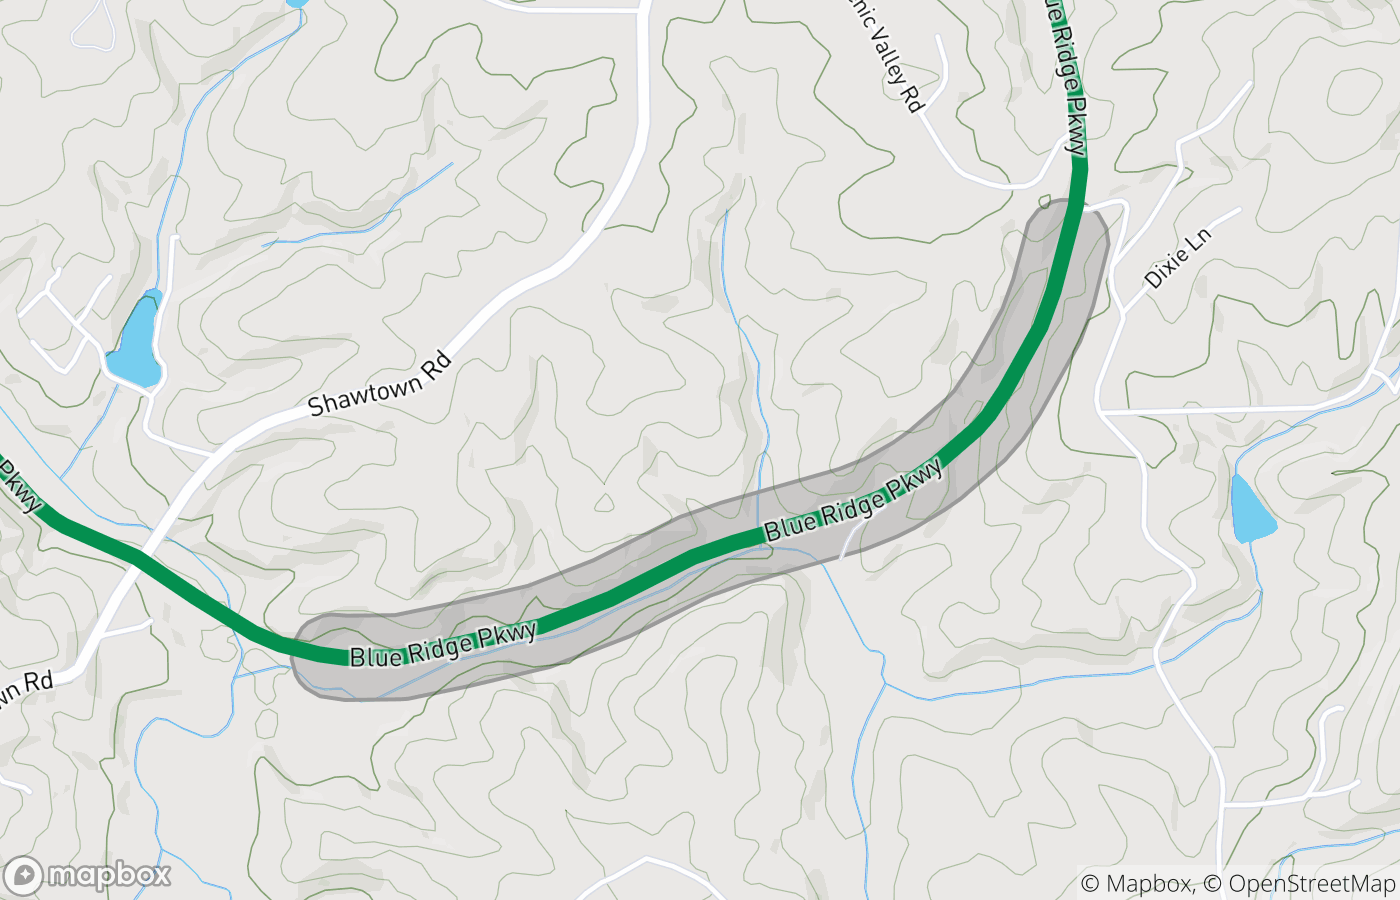 nic Valley Rd
ue Ridge Pkwy
Dixie Ln
Shawtown Rd
Pkwy
Blue Ridge Pkwy
Blue Ridge Pkwy
wn Rd
mapbox
© Mapbox, © OpenStreetMap